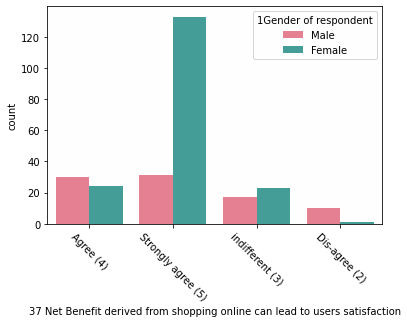 1Gender of respondent
Male
Female
count
120
100
80
60
40
20
0
Agree (4)
Strongly agree (5)
indifferent (3)
Dis-agree (2)
37 Net Benefit derived from shopping online can lead to users satisfaction